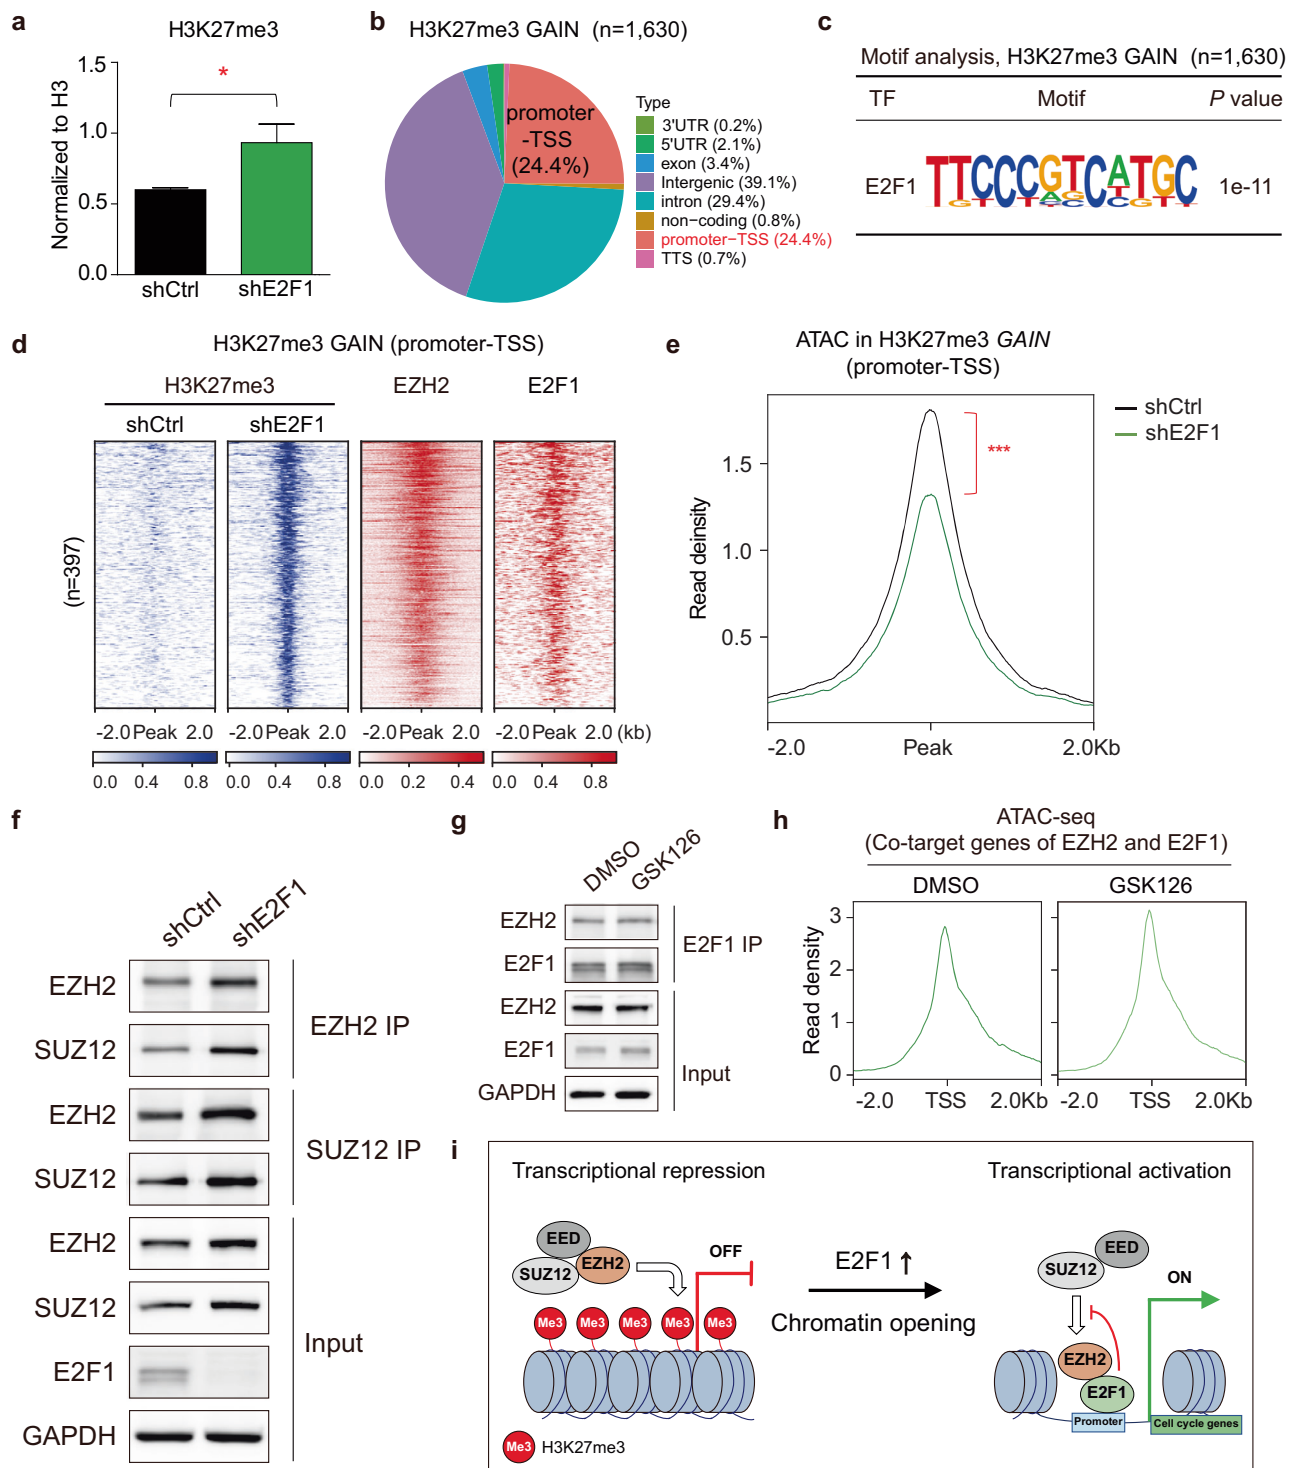 a
H3K27me3
Normalized to H3
1.5
1.0
0.5
0.0
*
shCtrl
shE2F1
b
H3K27me3 GAIN (n=1,630)
promoter
-TSS
(24.4%)
Type
3'UTR (0.2%)
5'UTR (2.1%)
exon (3.4%)
Intergenic (39.1%)
intron (29.4%)
non−coding (0.8%)
promoter−TSS (24.4%)
TTS (0.7%)
c
Motif analysis, H3K27me3 GAIN (n=1,630)
TF Motif P value
E2F1 TTCCCGTCATGC 1e-11
d
H3K27me3 GAIN (promoter-TSS)
H3K27me3 EZH2 E2F1
shCtrl shE2F1
(n=397)
-2.0 Peak 2.0 -2.0 Peak 2.0 -2.0 Peak 2.0 -2.0 Peak 2.0 (kb)
0.0 0.4 0.8 0.0 0.4 0.8 0.0 0.2 0.4 0.0 0.4 0.8
e
ATAC in H3K27me3 GAIN
(promoter-TSS)
shCtrl
shE2F1
***
Read deinsity
1.5
1.0
0.5
-2.0 Peak 2.0Kb
f
shCtrl shE2F1
EZH2
SUZ12
EZH2 IP
EZH2
SUZ12
SUZ12 IP
EZH2
SUZ12
E2F1
GAPDH
Input
g
DMSO GSK126
EZH2
E2F1
E2F1 IP
EZH2
E2F1
GAPDH
Input
h
ATAC-seq
(Co-target genes of EZH2 and E2F1)
DMSO GSK126
Read density
3
2
1
0
-2.0 TSS 2.0Kb -2.0 TSS 2.0Kb
i
Transcriptional repression
Transcriptional activation
EED
SUZ12
EZH2
OFF
Me3 Me3 Me3 Me3 Me3
E2F1 ↑
Chromatin opening
EED
SUZ12
ON
EZH2
E2F1
Promoter
Cell cycle genes
Me3 H3K27me3